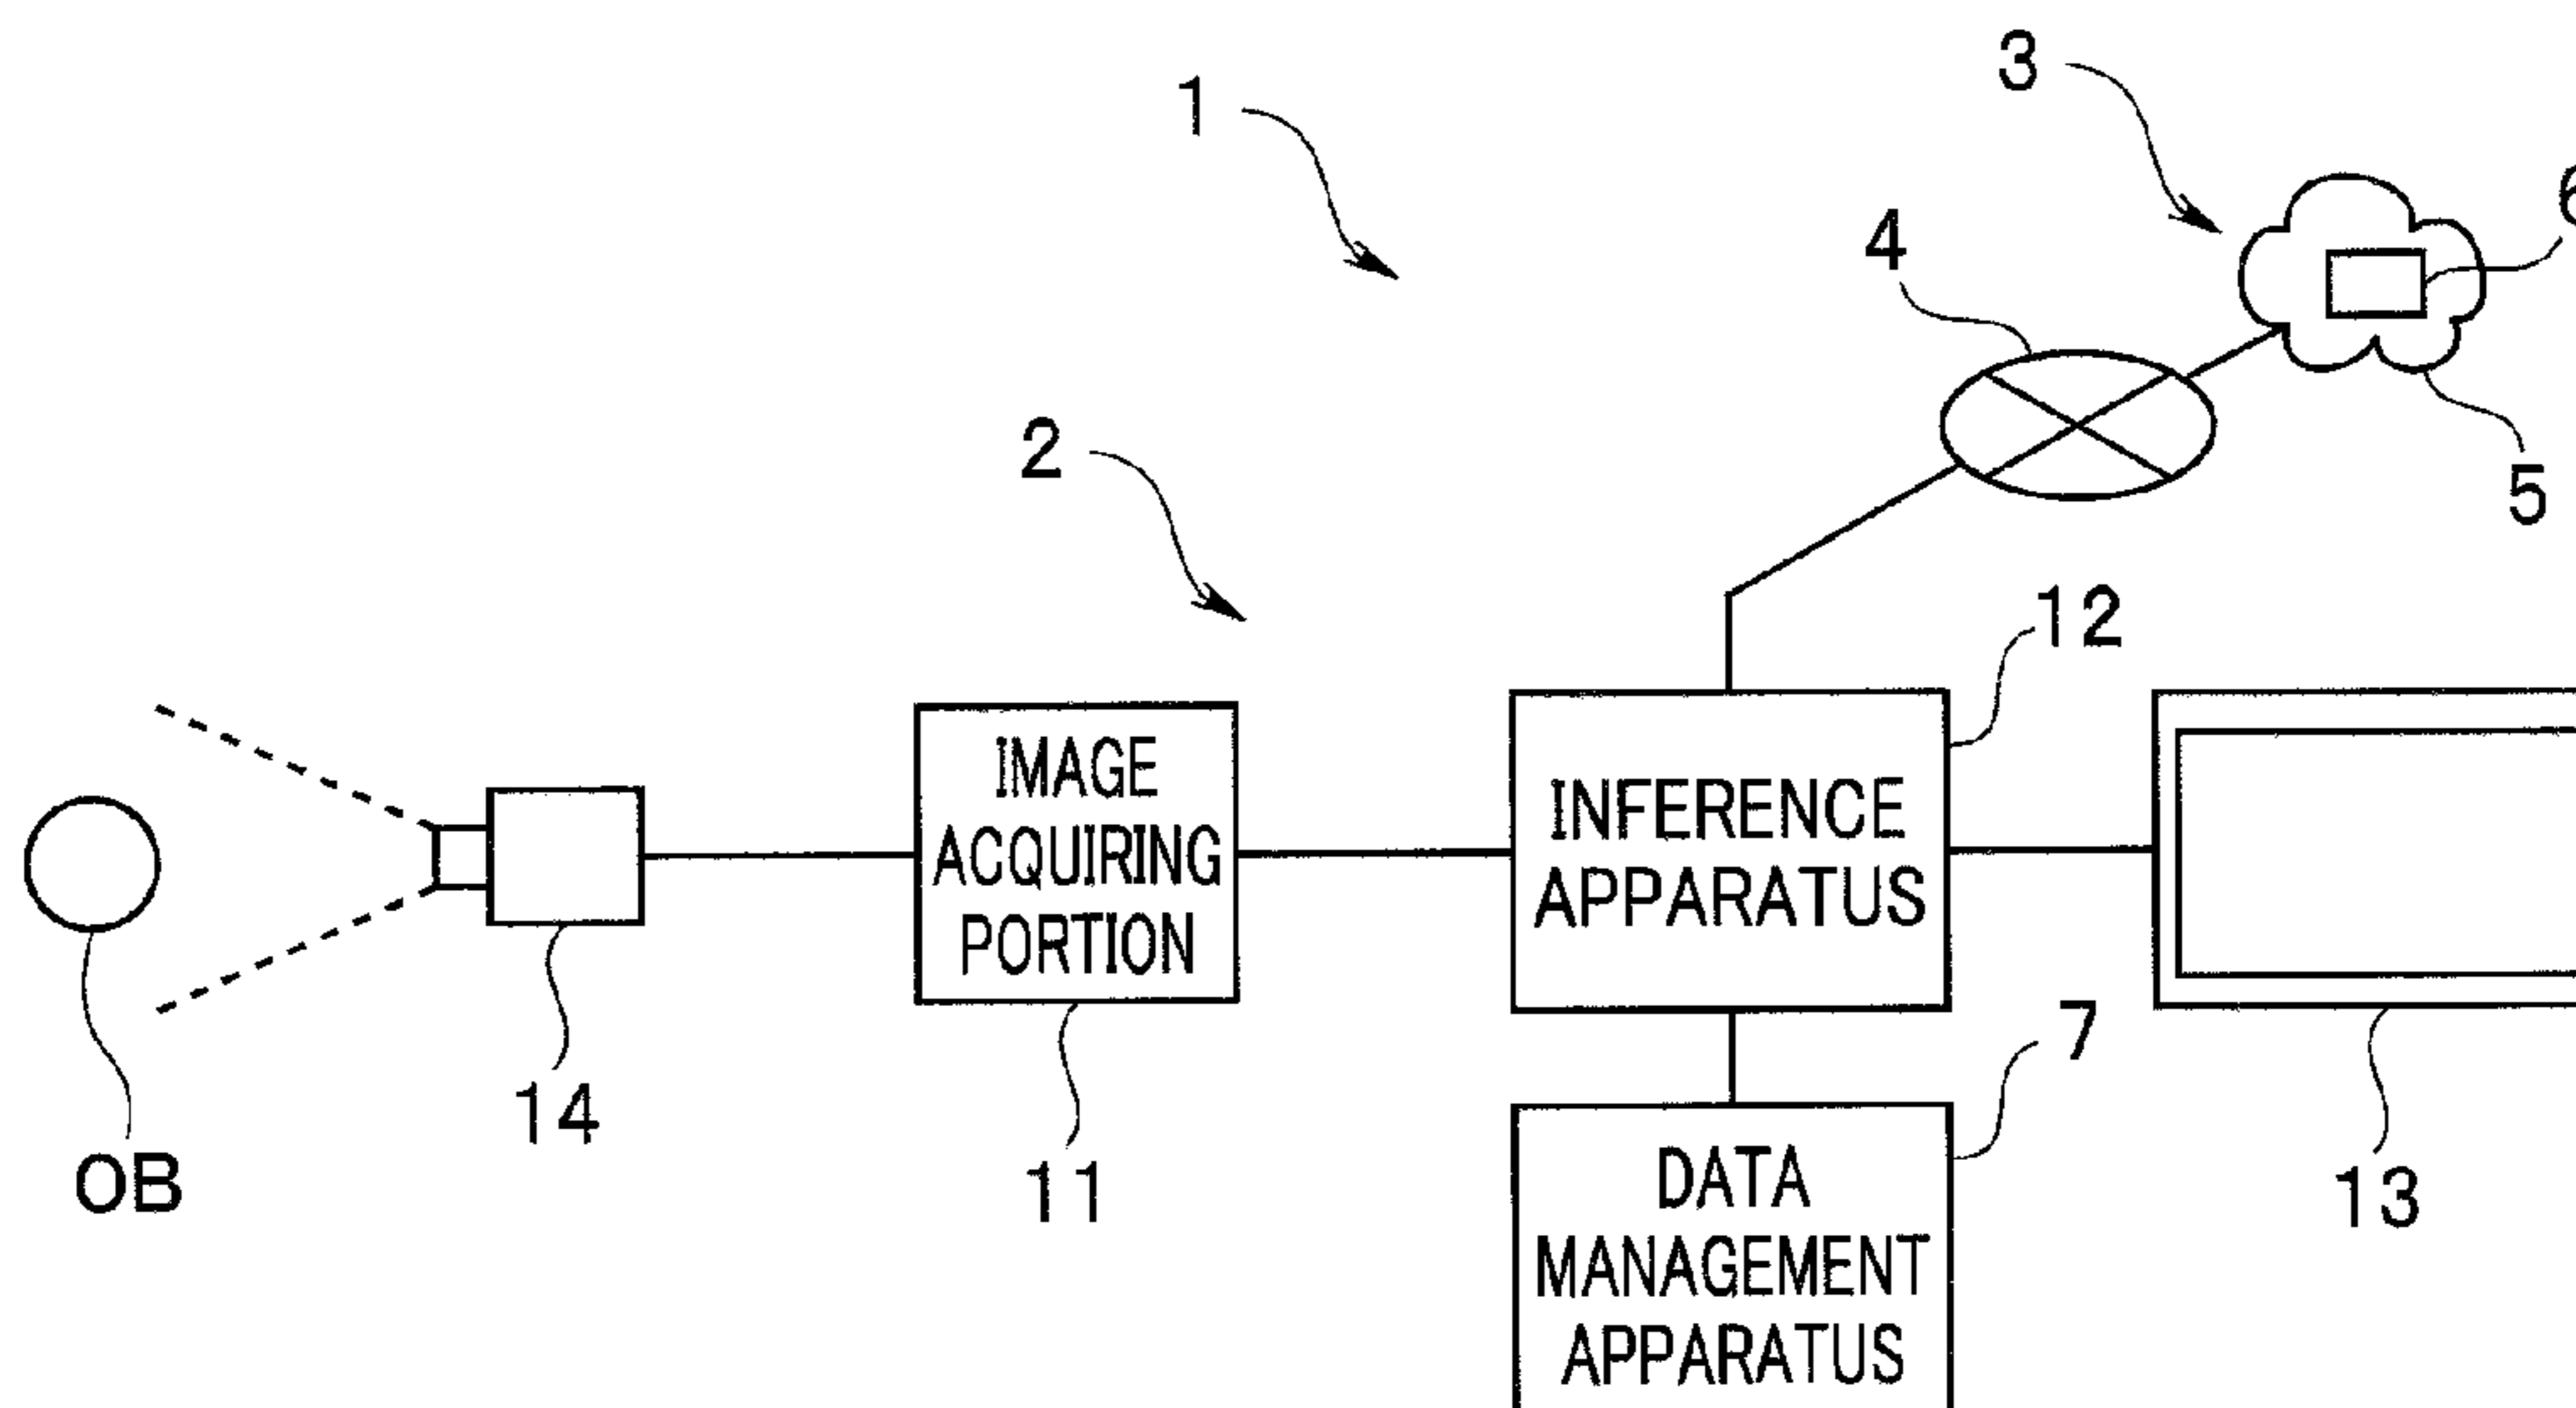 1
3
6
4
2
5
12
IMAGE
ACQUIRING
PORTION
INFERENCE
APPARATUS
7
14
OB
11
DATA
MANAGEMENT
APPARATUS
13